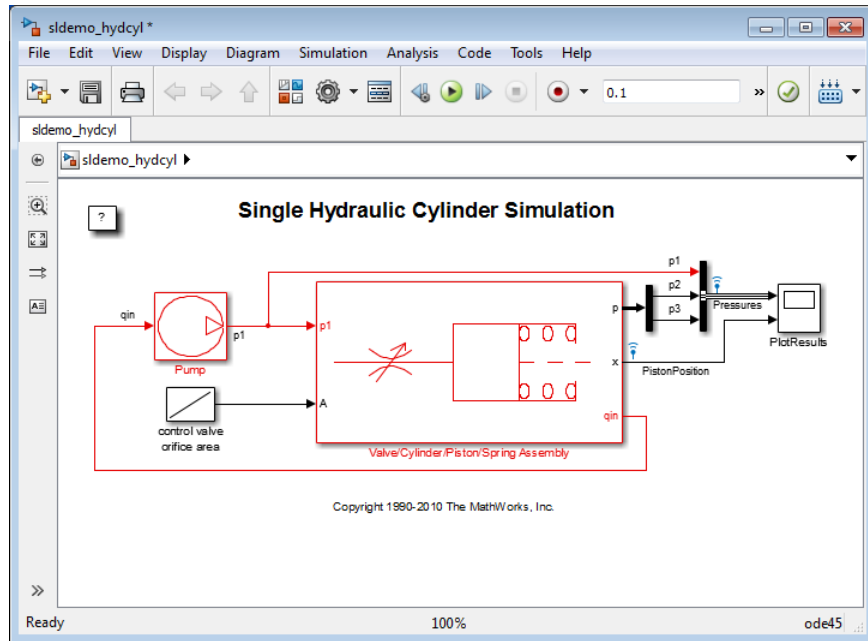 sldemo_hydcyl *
File Edit View Display Diagram Simulation Analysis Code Tools Help
0.1 »
sldemo_hydcyl
sldemo_hydcyl
?
Single Hydraulic Cylinder Simulation
p1
p2
p
qin
p1
p1
Pressures
p3
Pump
x
PlotResults
PistonPosition
A
control valve
orifice area
qin
Valve/Cylinder/Piston/Spring Assembly
Copyright 1990-2010 The MathWorks, Inc.
»
Ready 100% ode45